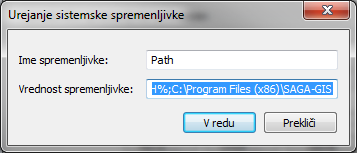 Urejanje sistemske spremenljivke
Ime spremenljivke: Path
Vrednost spremenljivke: H%;C:\Program Files (x86)\SAGA-GIS
V redu Prekliči